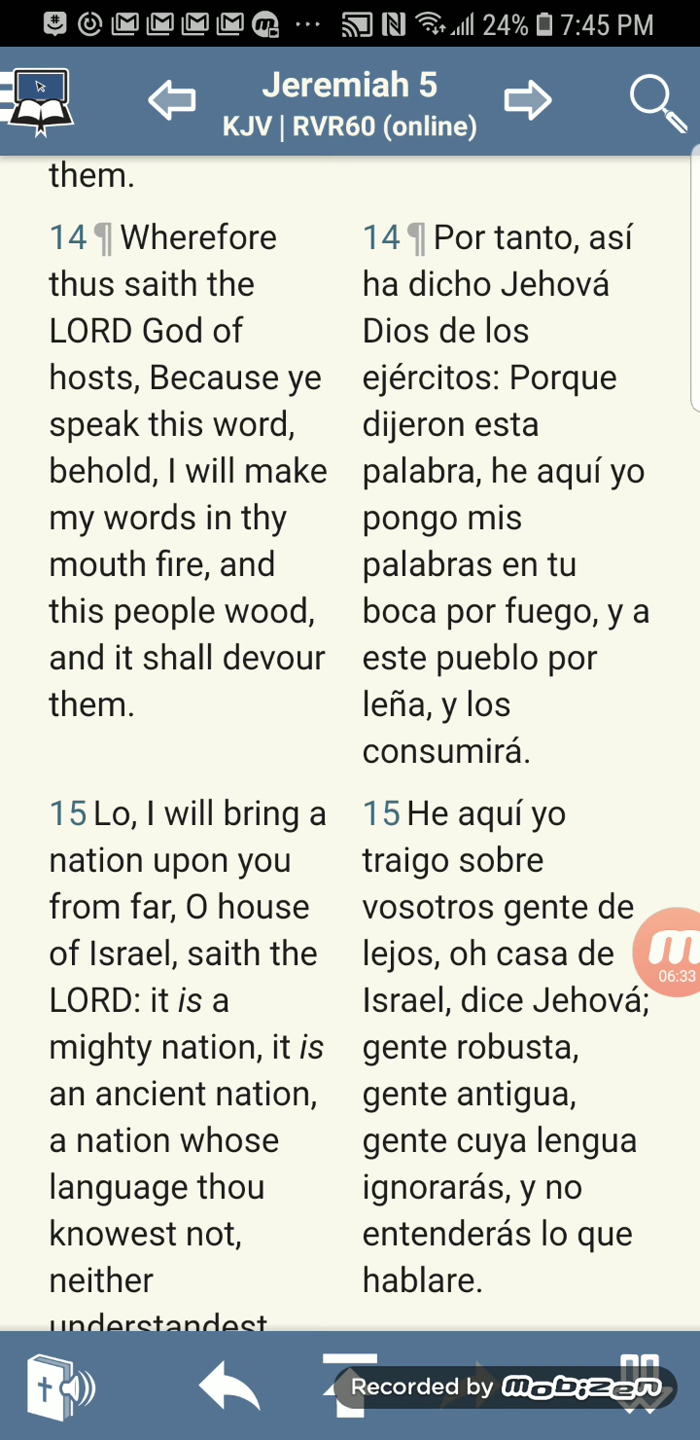 24% 7:45 PM
Jeremiah 5
KJV | RVR60 (online)
them.
14 ¶ Wherefore
thus saith the
LORD God of
hosts, Because ye
speak this word,
behold, I will make
my words in thy
mouth fire, and
this people wood,
and it shall devour
them.
14 ¶ Por tanto, así
ha dicho Jehová
Dios de los
ejércitos: Porque
dijeron esta
palabra, he aquí yo
pongo mis
palabras en tu
boca por fuego, y a
este pueblo por
leña, y los
consumirá.
15 Lo, I will bring a
nation upon you
from far, O house
of Israel, saith the
LORD: it is a
mighty nation, it is
an ancient nation,
a nation whose
language thou
knowest not,
neither
understandest
15 He aquí yo
traigo sobre
vosotros gente de
lejos, oh casa de
Israel, dice Jehová;
gente robusta,
gente antigua,
gente cuya lengua
ignorarás, y no
entenderás lo que
hablare.
06:33
Recorded by mobizen